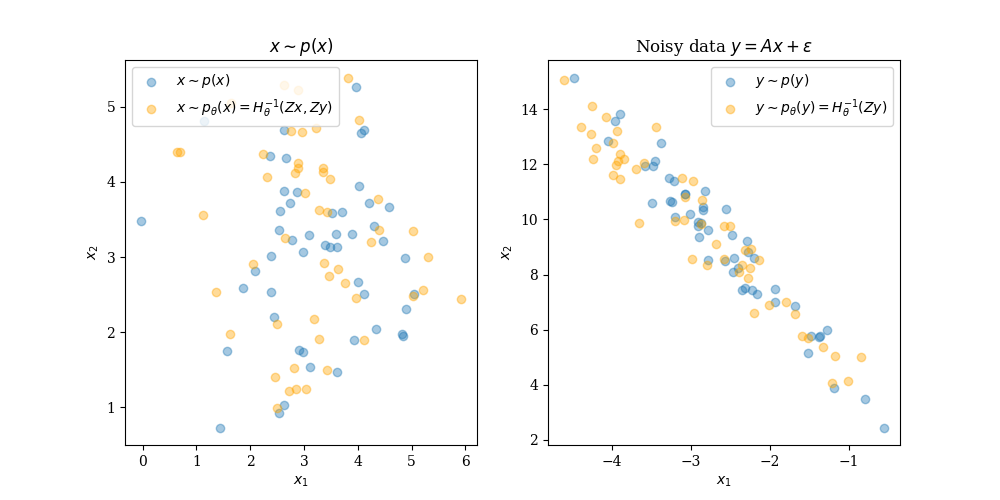 x ~ p(x)
x ~ p(x)
x ~ p_θ(x) = H_θ^{-1}(Zx, Zy)
5
4
3
2
1
x_2
0 1 2 3 4 5 6
x_1
Noisy data y = Ax + ε
y ~ p(y)
y ~ p_θ(y) = H_θ^{-1}(Zy)
14
12
10
8
6
4
2
x_2
−4 −3 −2 −1
x_1